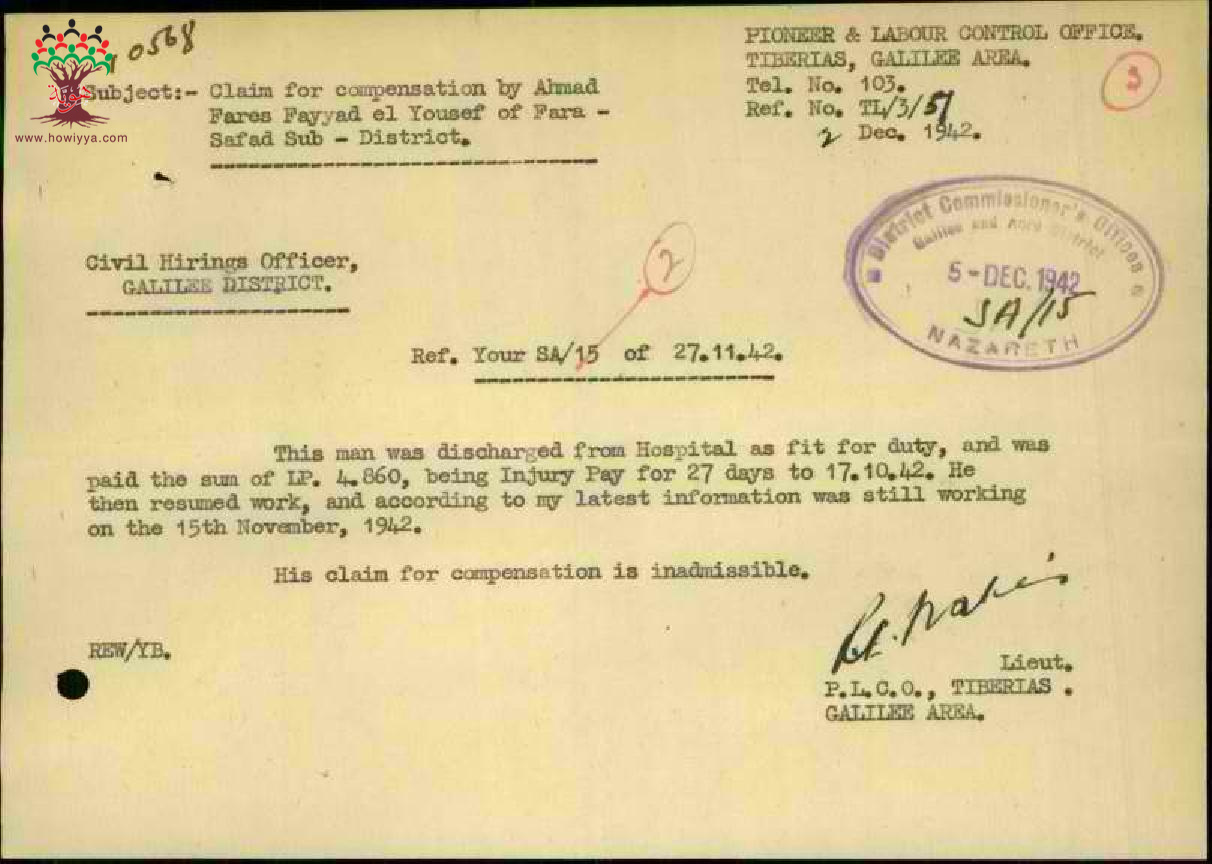 0568
www.howiyya.com
PIONEER & LABOUR CONTROL OFFICE.
TIBERIAS, GALILEE AREA.
Tel. No. 103.
Ref. No. TL/3/51
2 Dec. 1942.
3
Subject:- Claim for compensation by Ahmad
Fares Fayyad el Yousef of Fara -
Safad Sub - District.
District Commissioner's Offices
Galilee and Acre District
5-DEC. 1942
SA/15
NAZARETH
Civil Hirings Officer,
GALILEE DISTRICT.
2
Ref. Your SA/15 of 27.11.42.
This man was discharged from Hospital as fit for duty, and was
paid the sum of LP. 4.860, being Injury Pay for 27 days to 17.10.42. He
then resumed work, and according to my latest information was still working
on the 15th November, 1942.
His claim for compensation is inadmissible.
REW/YB.
Lieut.
P.L.C.O., TIBERIAS .
GALILEE AREA.